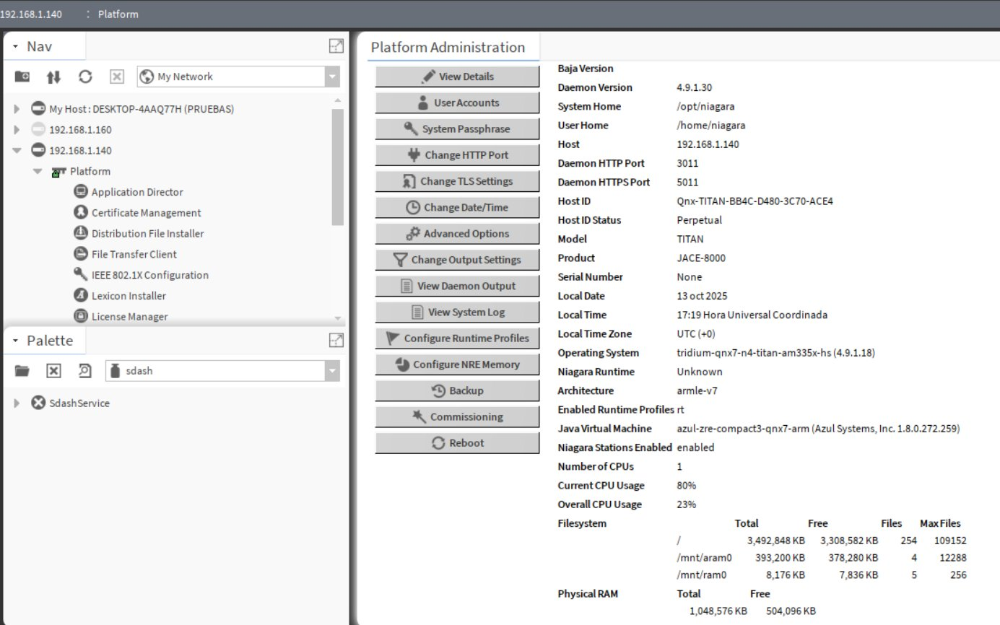 192.168.1.140 : Platform
Nav
My Network
My Host : DESKTOP-4AAQ77H (PRUEBAS)
192.168.1.160
192.168.1.140
Platform
Application Director
Certificate Management
Distribution File Installer
File Transfer Client
IEEE 802.1X Configuration
Lexicon Installer
License Manager
Palette
sdash
SdashService
Platform Administration
View Details
User Accounts
System Passphrase
Change HTTP Port
Change TLS Settings
Change Date/Time
Advanced Options
Change Output Settings
View Daemon Output
View System Log
Configure Runtime Profiles
Configure NRE Memory
Backup
Commissioning
Reboot
Baja Version
Daemon Version 4.9.1.30
System Home /opt/niagara
User Home /home/niagara
Host 192.168.1.140
Daemon HTTP Port 3011
Daemon HTTPS Port 5011
Host ID Qnx-TITAN-BB4C-D480-3C70-ACE4
Host ID Status Perpetual
Model TITAN
Product JACE-8000
Serial Number None
Local Date 13 oct 2025
Local Time 17:19 Hora Universal Coordinada
Local Time Zone UTC (+0)
Operating System tridium-qnx7-n4-titan-am335x-hs (4.9.1.18)
Niagara Runtime Unknown
Architecture armle-v7
Enabled Runtime Profiles rt
Java Virtual Machine azul-zre-compact3-qnx7-arm (Azul Systems, Inc. 1.8.0.272.259)
Niagara Stations Enabled enabled
Number of CPUs 1
Current CPU Usage 80%
Overall CPU Usage 23%
Filesystem Total Free Files Max Files
/ 3,492,848 KB 3,308,582 KB 254 109152
/mnt/aram0 393,200 KB 378,280 KB 4 12288
/mnt/ram0 8,176 KB 7,836 KB 5 256
Physical RAM Total Free
1,048,576 KB 504,096 KB